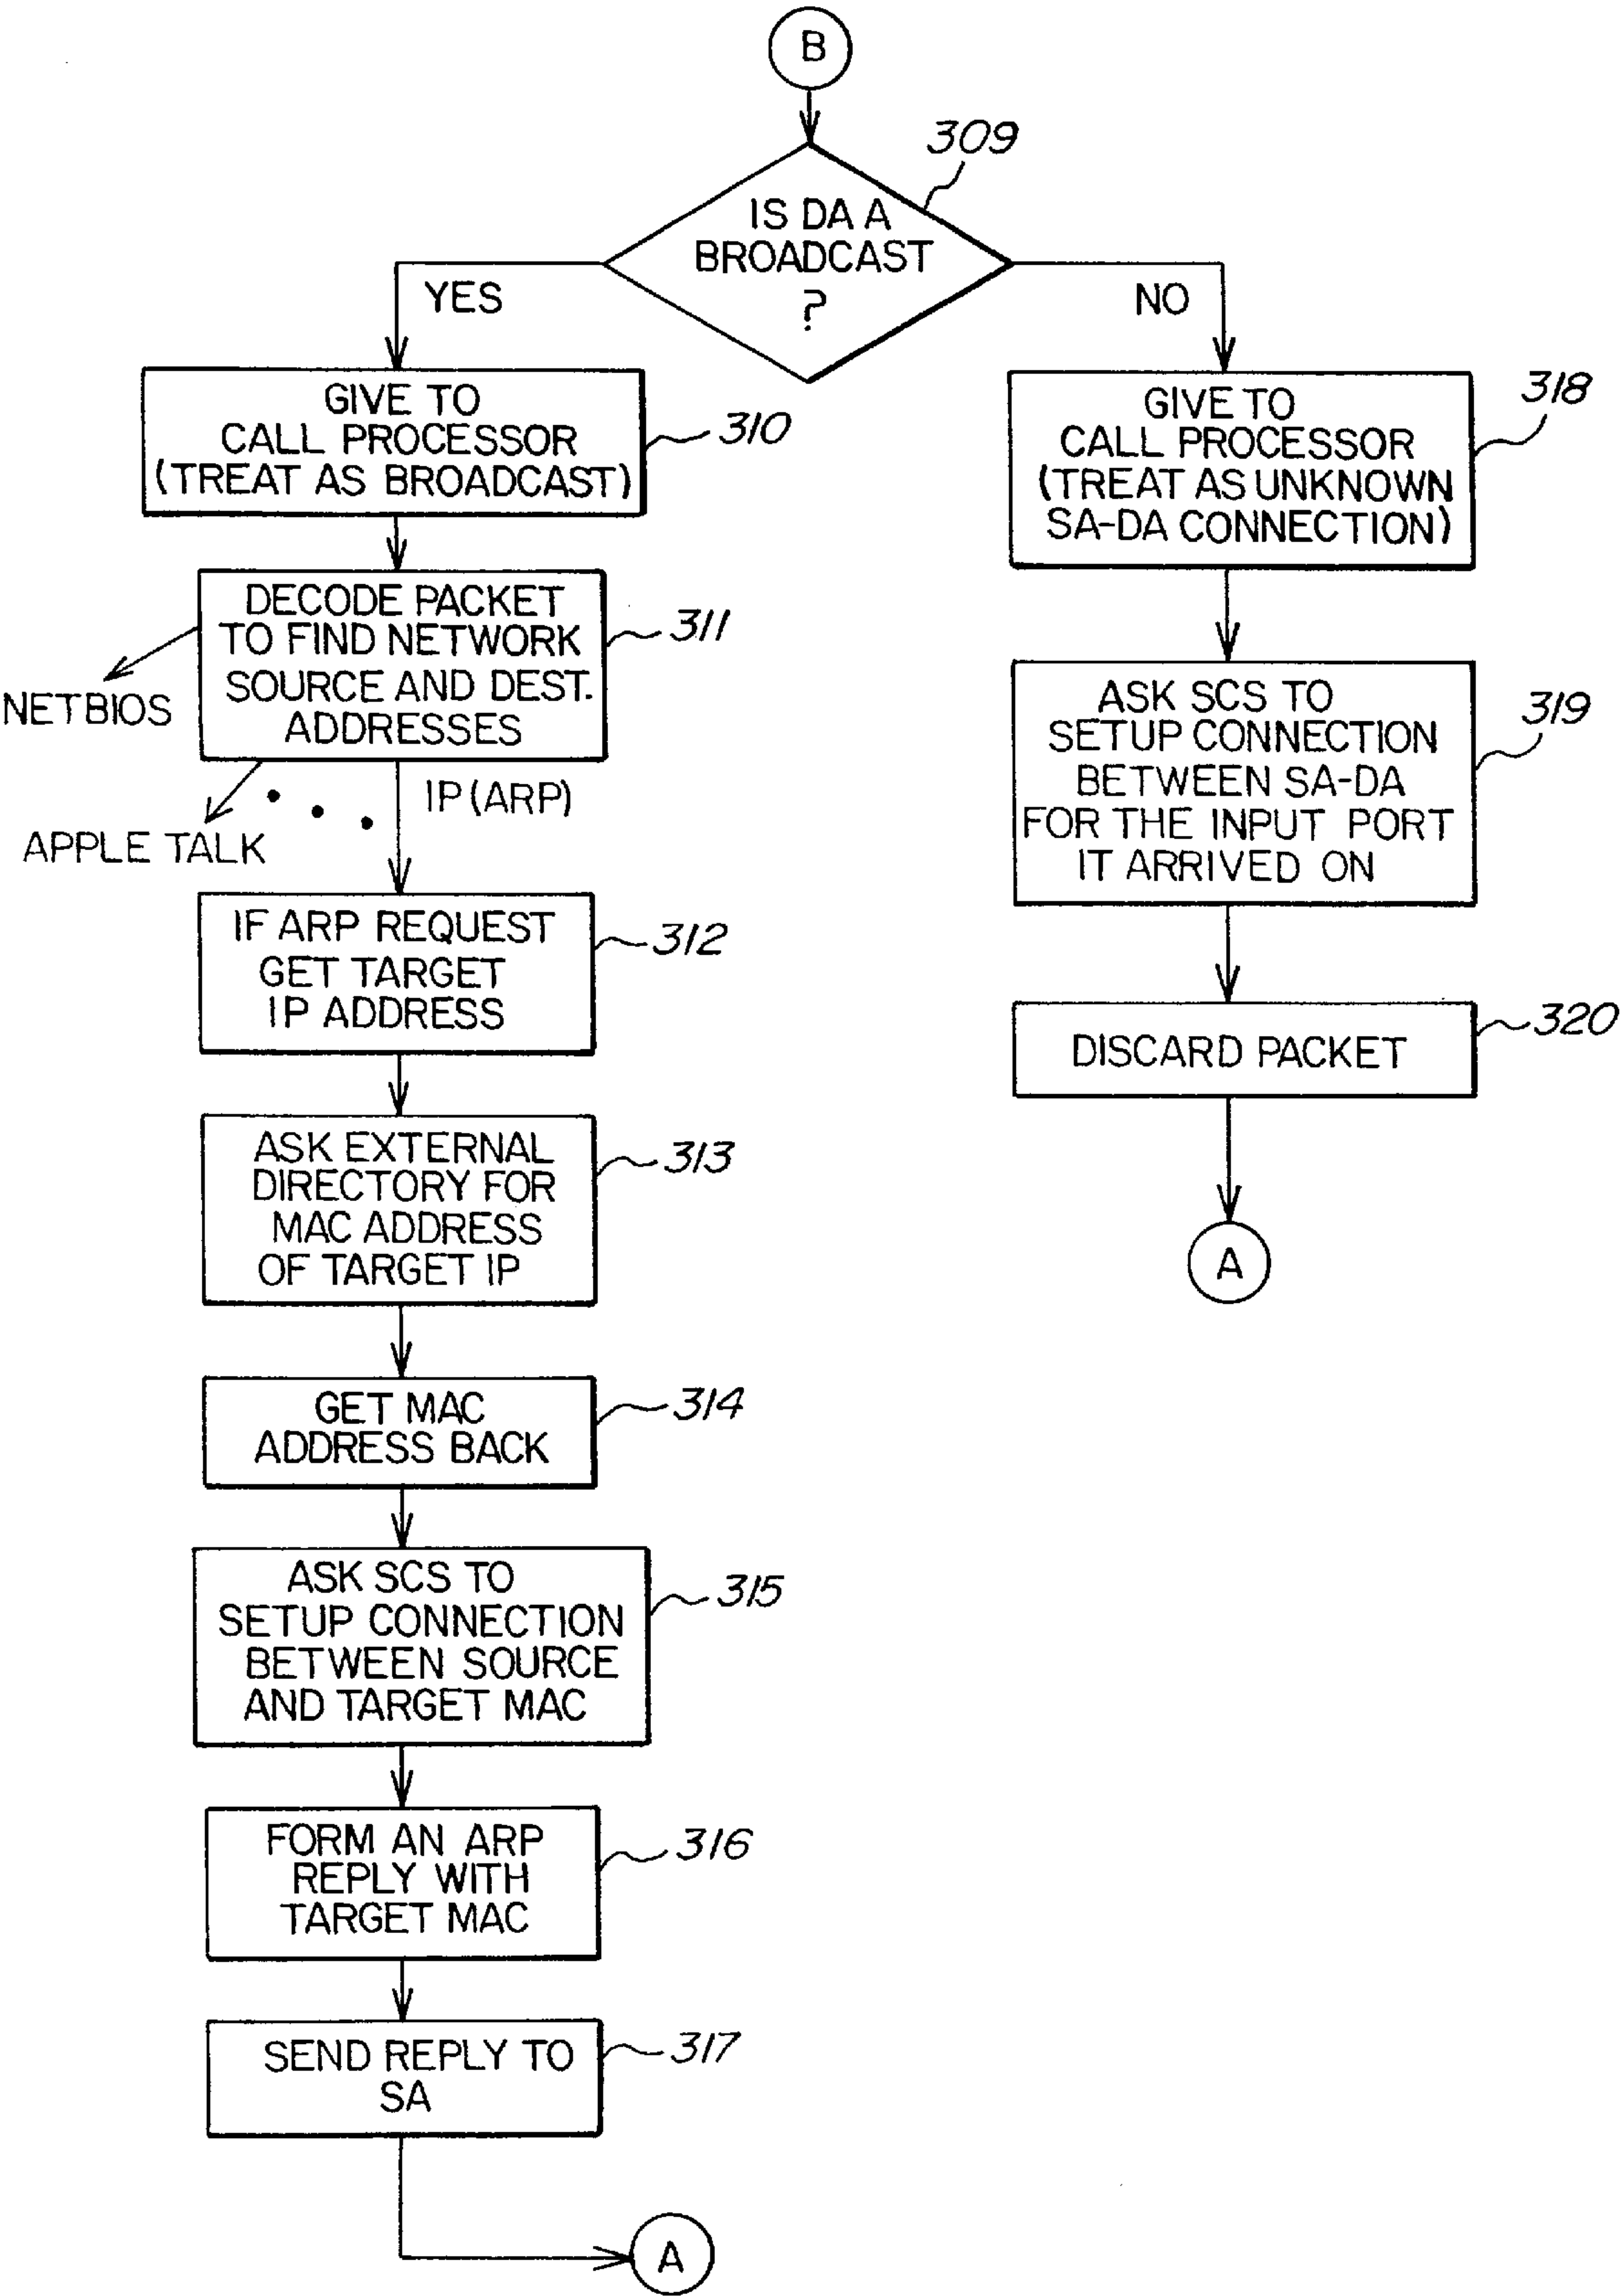 B
309
IS DA A
BROADCAST
?
YES
NO
GIVE TO
CALL PROCESSOR
(TREAT AS BROADCAST)
310
DECODE PACKET
TO FIND NETWORK
SOURCE AND DEST.
ADDRESSES
311
NETBIOS
APPLE TALK
IP (ARP)
IF ARP REQUEST
GET TARGET
IP ADDRESS
312
ASK EXTERNAL
DIRECTORY FOR
MAC ADDRESS
OF TARGET IP
313
GET MAC
ADDRESS BACK
314
ASK SCS TO
SETUP CONNECTION
BETWEEN SOURCE
AND TARGET MAC
315
FORM AN ARP
REPLY WITH
TARGET MAC
316
SEND REPLY TO
SA
317
A
GIVE TO
CALL PROCESSOR
(TREAT AS UNKNOWN
SA-DA CONNECTION)
318
ASK SCS TO
SETUP CONNECTION
BETWEEN SA-DA
FOR THE INPUT PORT
IT ARRIVED ON
319
DISCARD PACKET
320
A